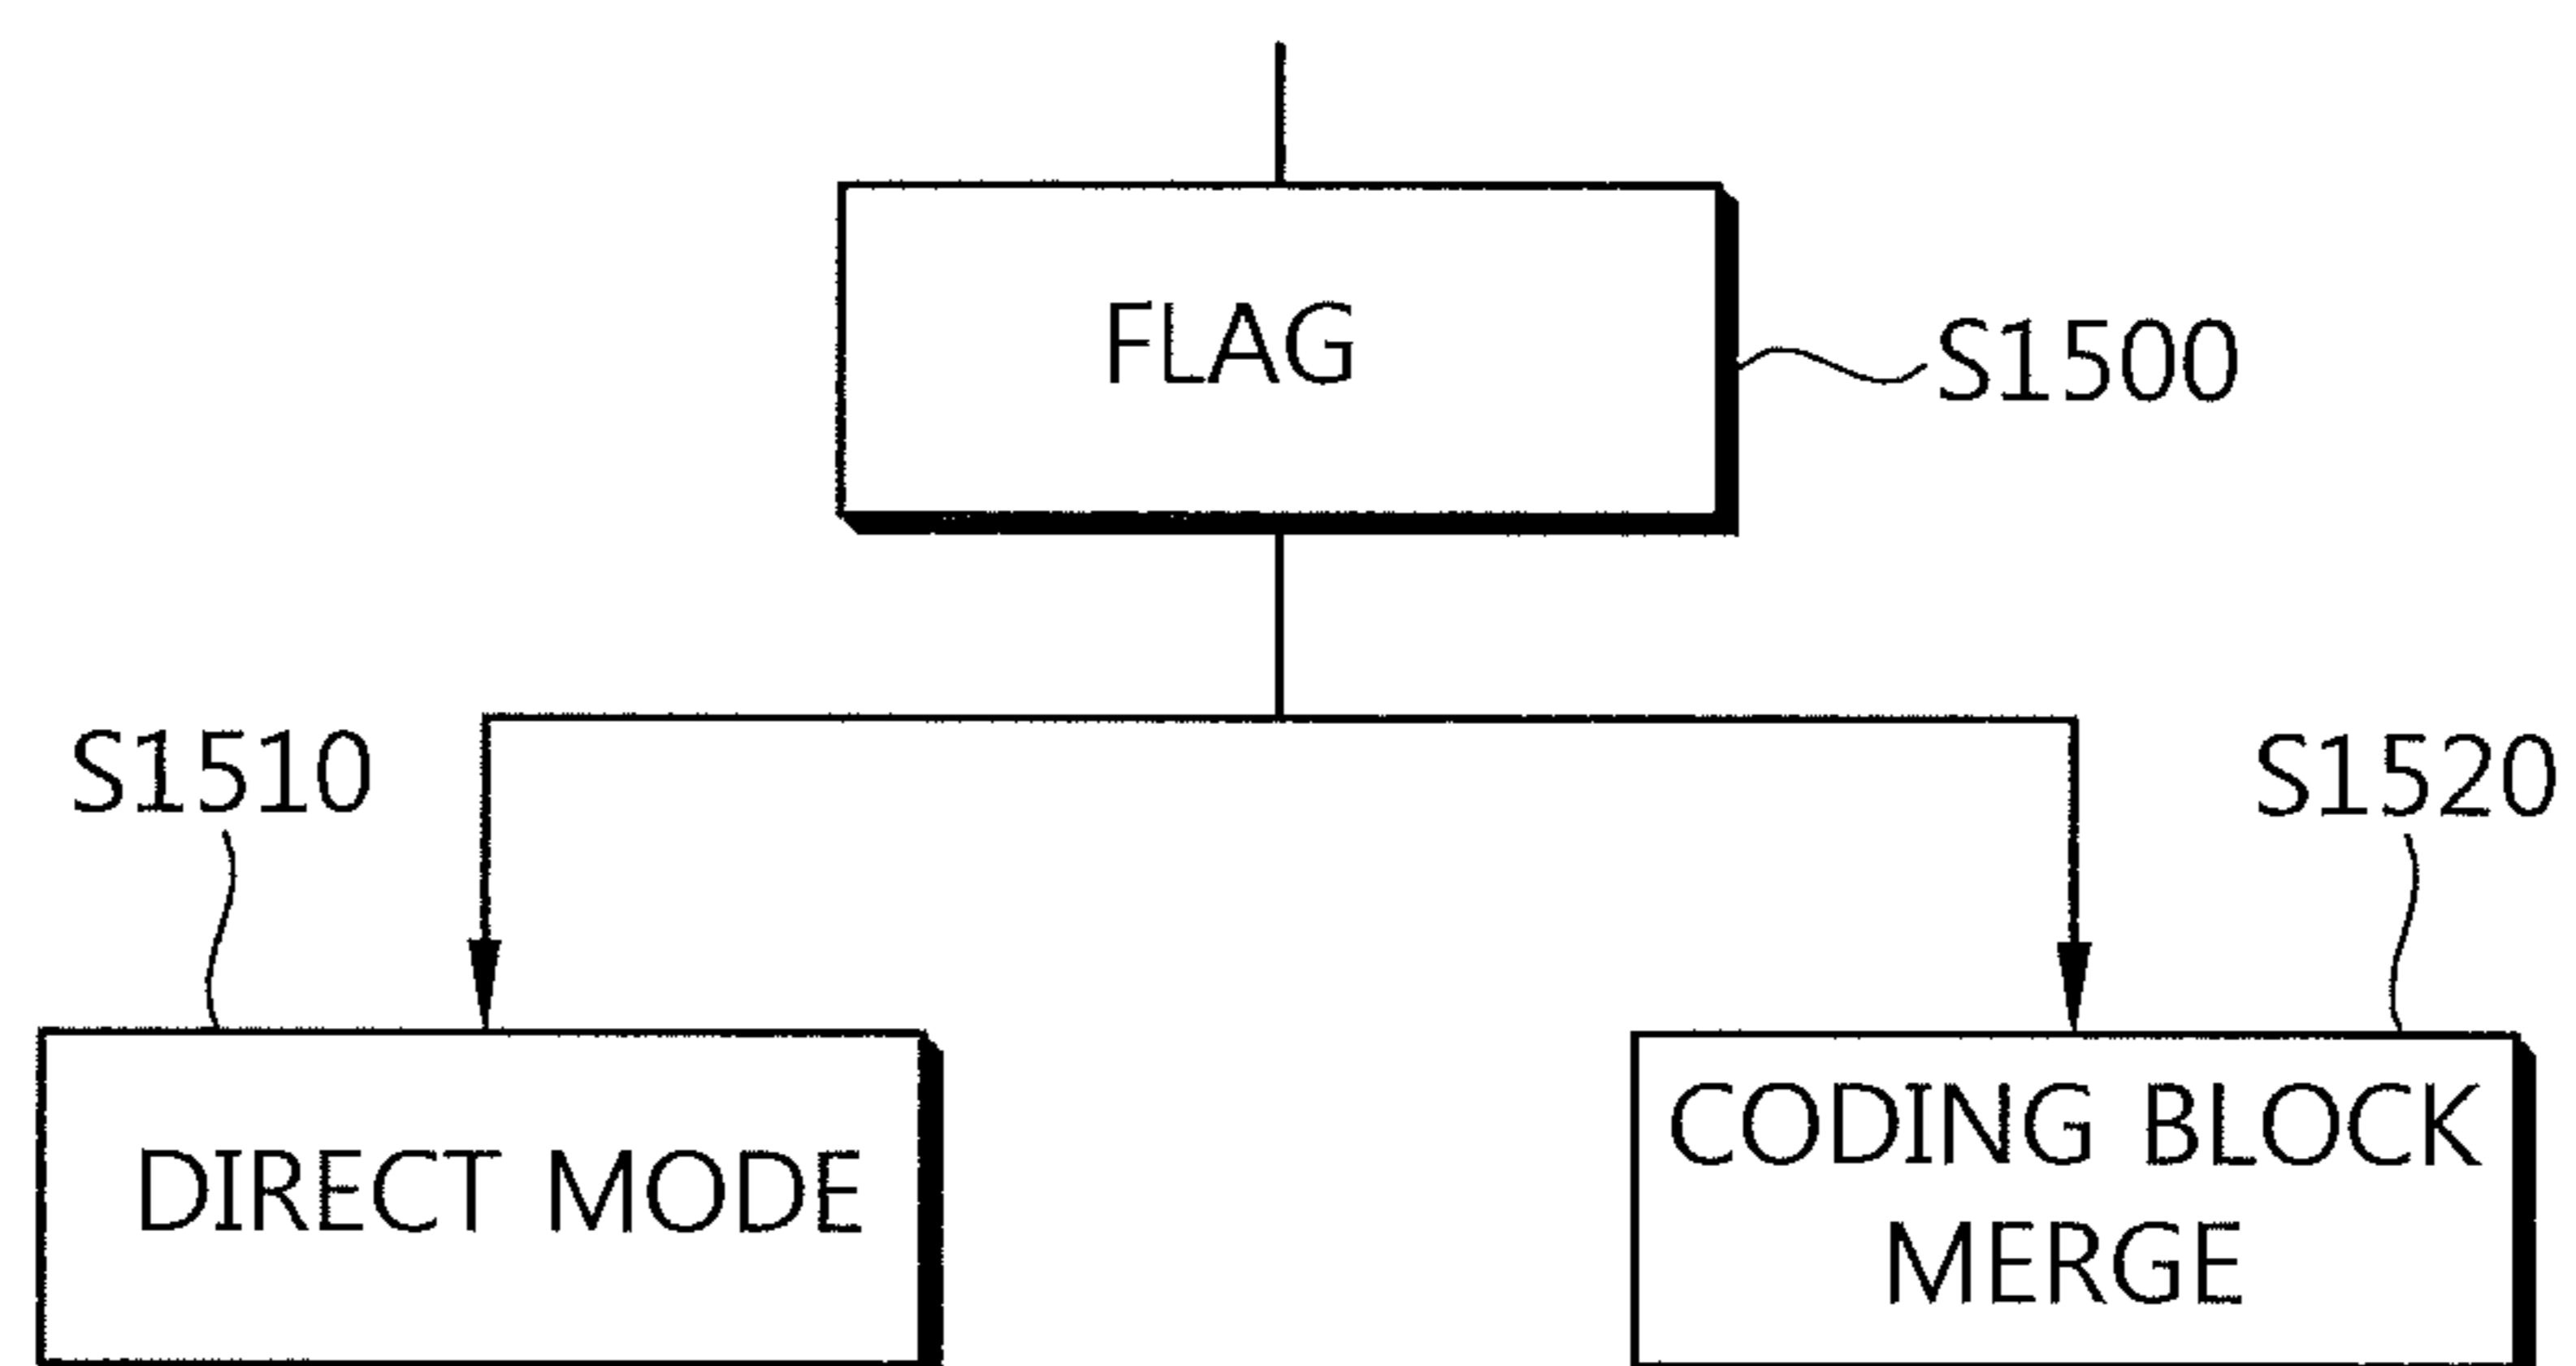 FLAG
S1500
S1510
S1520
DIRECT MODE
CODING BLOCK
MERGE